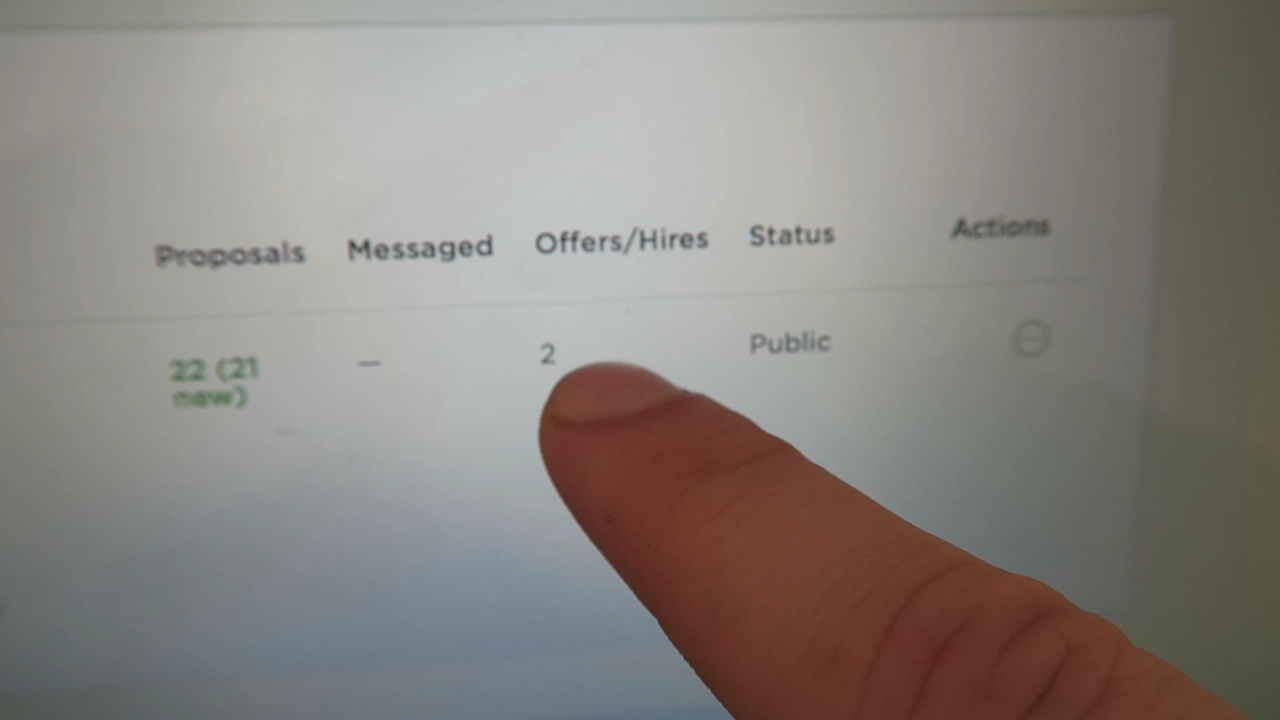 Proposals Messaged Offers/Hires Status Actions
22 (21 — 2 Public
new)